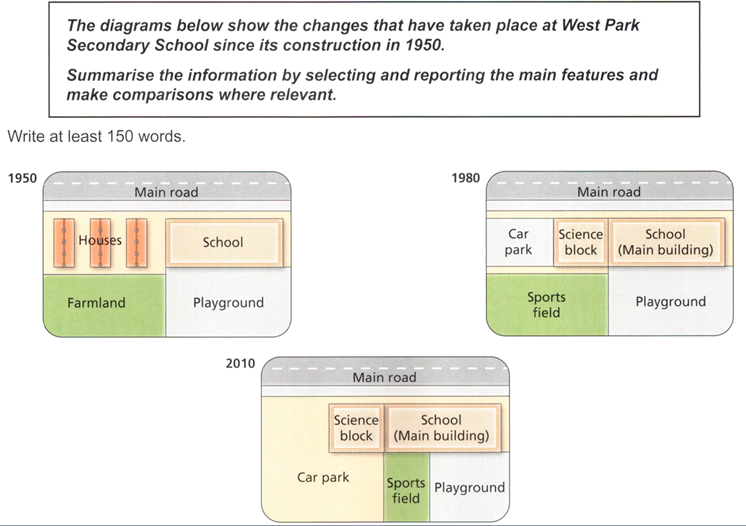 The diagrams below show the changes that have taken place at West Park
Secondary School since its construction in 1950.
Summarise the information by selecting and reporting the main features and
make comparisons where relevant.
Write at least 150 words.
1950
Main road
Houses
School
Farmland
Playground
1980
Main road
Car
park
Science
block
School
(Main building)
Sports
field
Playground
2010
Main road
Science
block
School
(Main building)
Car park
Sports
field
Playground